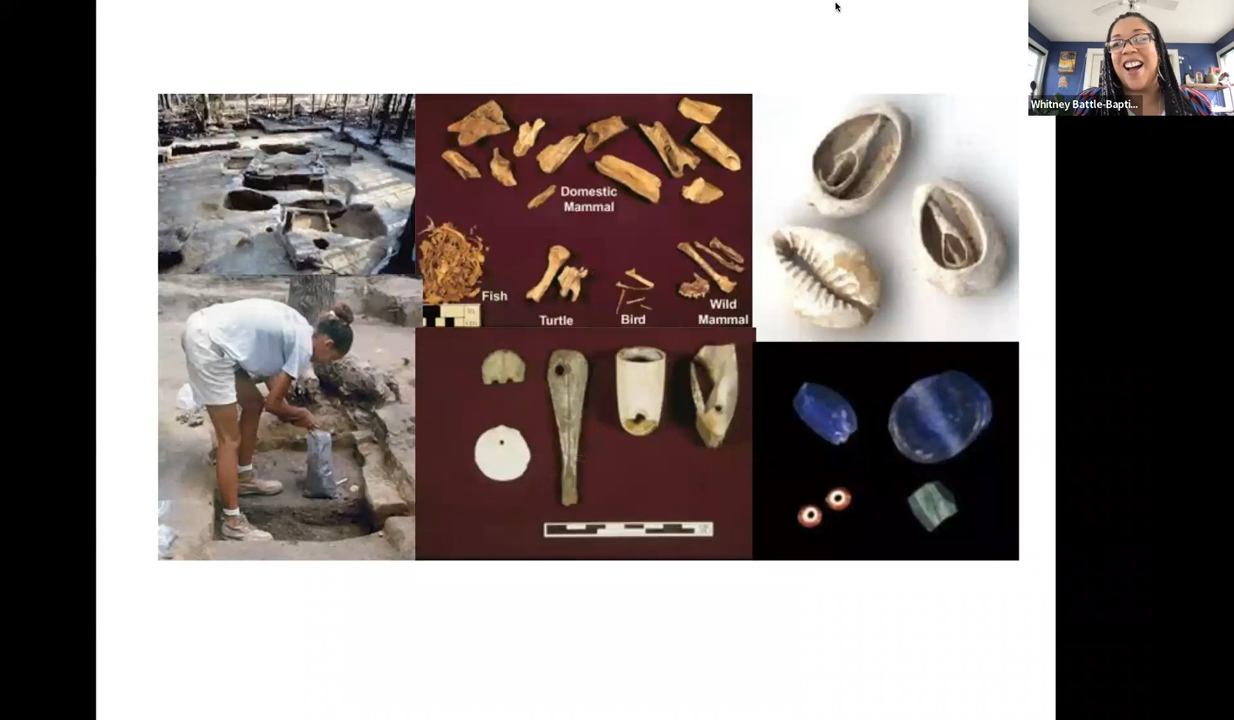 Whitney Battle-Bapti...
Domestic
Mammal
Fish
Turtle
Bird
Wild
Mammal